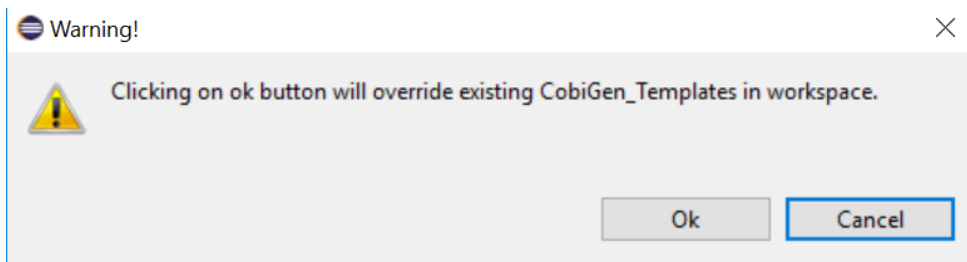 Warning!
Clicking on ok button will override existing CobiGen_Templates in workspace.
Ok
Cancel